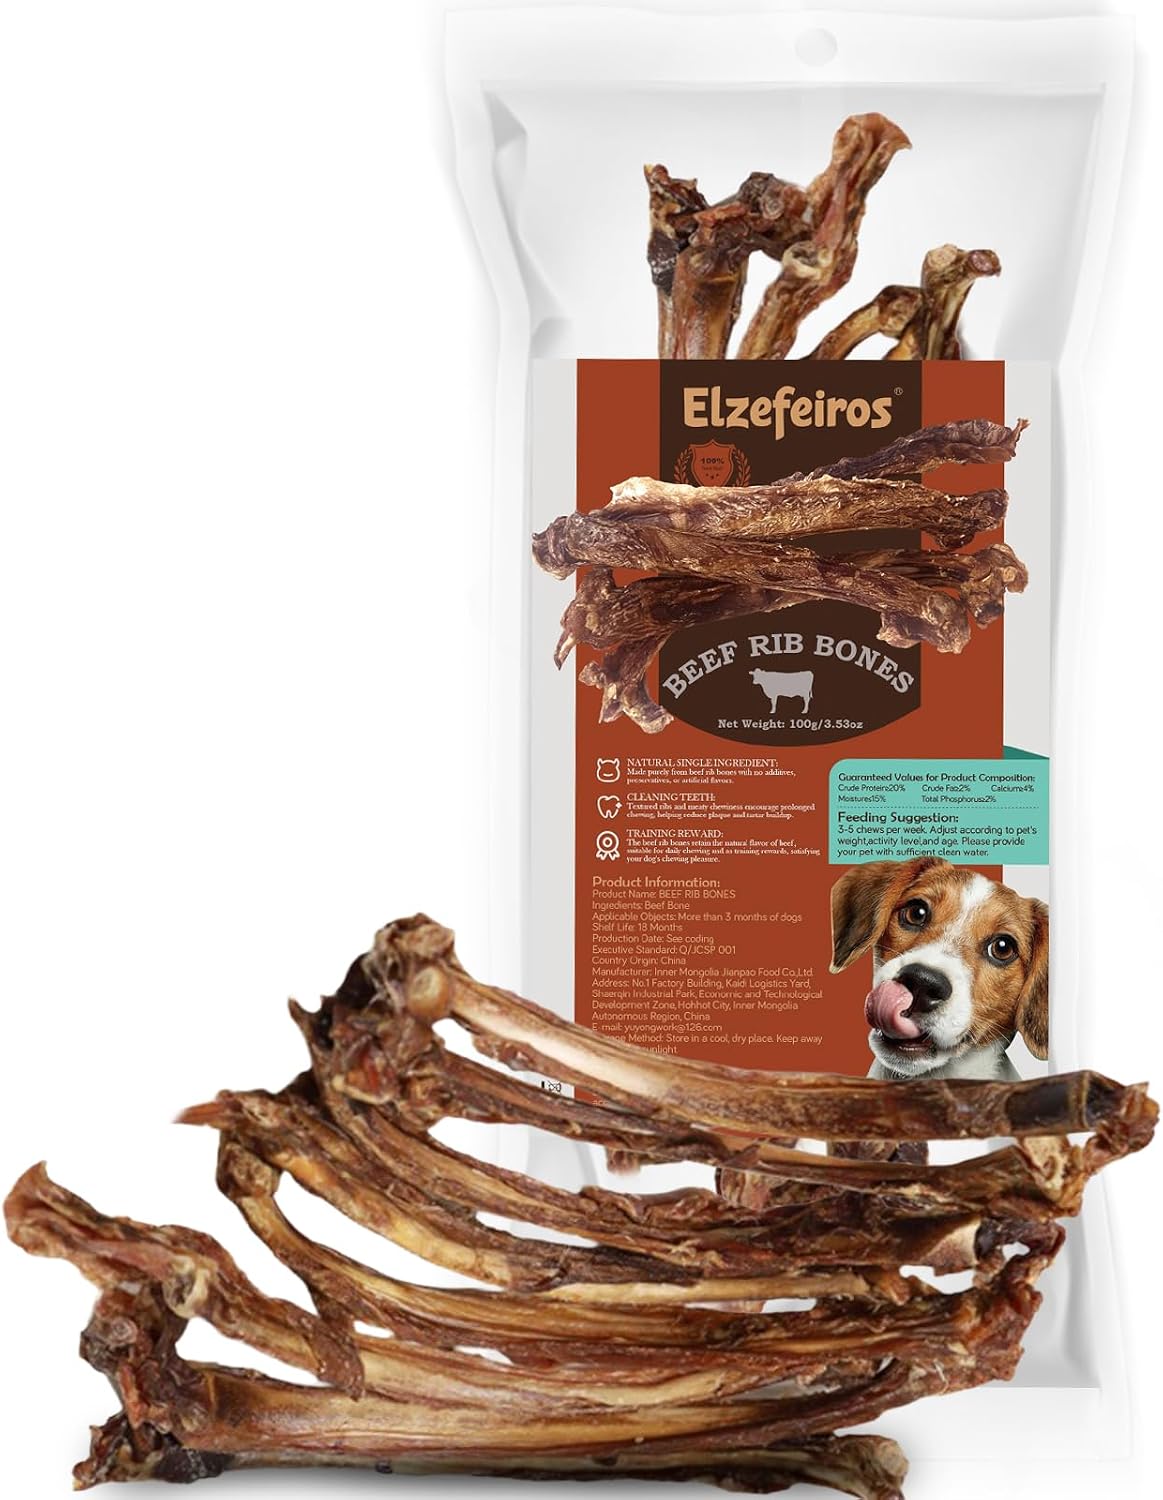 Elzefeiros®
100%
BEEF RIB BONES
Net Weight: 100g/3.53oz
NATURAL SINGLE INGREDIENT:
Made purely from beef rib bones with no additives,
preservatives, or artificial flavors.
CLEANING TEETH:
Textured ribs and meaty chewiness encourage prolonged
chewing, helping reduce plaque and tartar buildup.
TRAINING REWARD:
The beef rib bones retain the natural flavor of beef,
suitable for daily chewing and as training rewards, satisfying
your dog's chewing pleasure.
Guaranteed Values for Product Composition:
Crude Protein≥20% Crude Fat≥2% Calcium≥4%
Moisture≤15% Total Phosphorus≥2%
Feeding Suggestion:
3-5 chews per week. Adjust according to pet's
weight,activity level,and age. Please provide
your pet with sufficient clean water.
Product Information:
Product Name: BEEF RIB BONES
Ingredients: Beef Bone
Applicable Objects: More than 3 months of dogs
Shelf Life: 18 Months
Production Date: See coding
Executive Standard: Q/JCSP 001
Country Origin: China
Manufacturer: Inner Mongolia Jianpao Food Co.,Ltd.
Address: No.1 Factory Building, Kaidi Logistics Yard,
Shaerqin Industrial Park, Economic and Technological
Development Zone, Hohhot City, Inner Mongolia
Autonomous Region, China
E-mail: yuyongwork@126.com
Method: Store in a cool, dry place. Keep away
sunlight